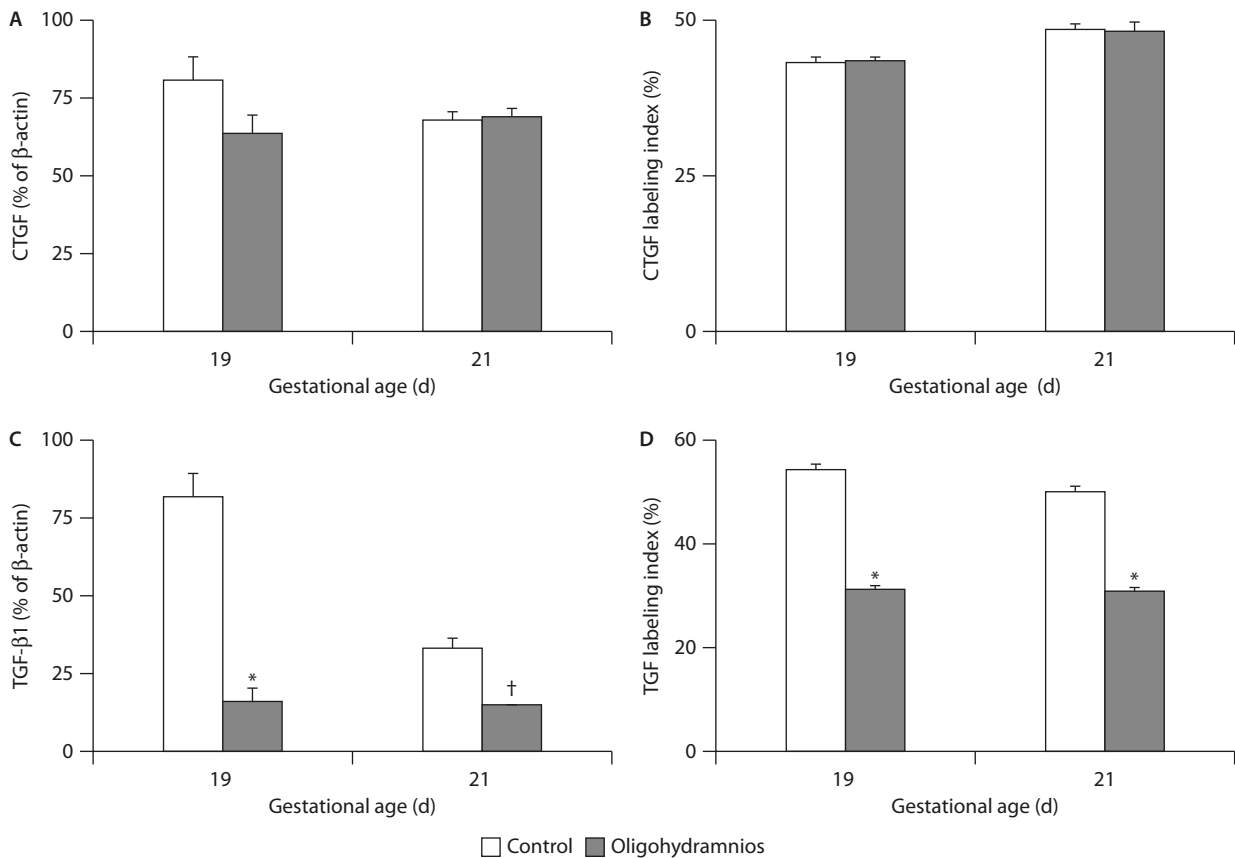 A
100
75
50
25
0
CTGF (% of β-actin)
19
21
Gestational age (d)
B
50
25
0
CTGF labeling index (%)
19
21
Gestational age (d)
C
100
75
50
25
0
TGF-β1 (% of β-actin)
*
†
19
21
Gestational age (d)
D
60
40
20
0
TGF labeling index (%)
*
*
19
21
Gestational age (d)
Control
Oligohydramnios